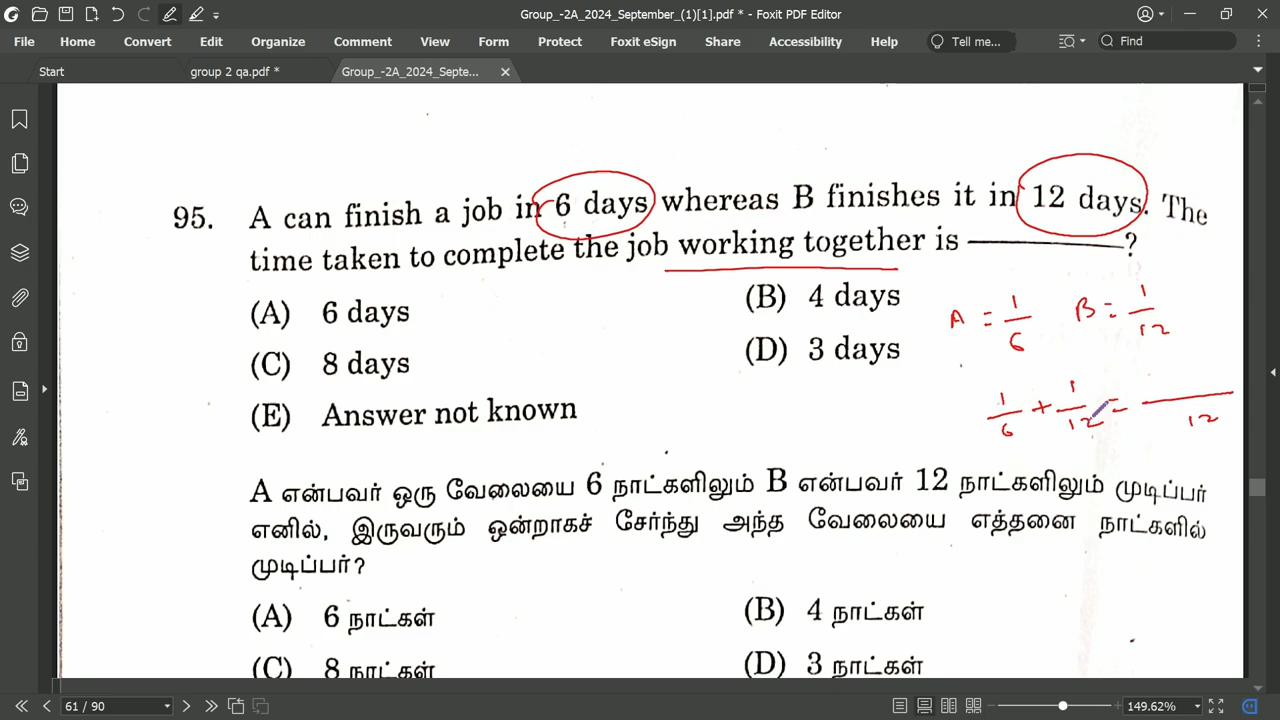 Group_-2A_2024_September_(1)[1].pdf * - Foxit PDF Editor
File Home Convert Edit Organize Comment View Form Protect Foxit eSign Share Accessibility Help Tell me... Find
Start group 2 qa.pdf * Group_-2A_2024_Septe...
95. A can finish a job in 6 days whereas B finishes it in 12 days. The
time taken to complete the job working together is ―――――?
(A) 6 days (B) 4 days
(C) 8 days (D) 3 days
(E) Answer not known
A = 1/6 B = 1/12
1/6 + 1/12 = /12
A என்பவர் ஒரு வேலையை 6 நாட்களிலும் B என்பவர் 12 நாட்களிலும் முடிப்பர்
எனில், இருவரும் ஒன்றாகச் சேர்ந்து அந்த வேலையை எத்தனை நாட்களில்
முடிப்பர்?
(A) 6 நாட்கள் (B) 4 நாட்கள்
(C) 8 நாட்கள் (D) 3 நாட்கள்
61 / 90 149.62%